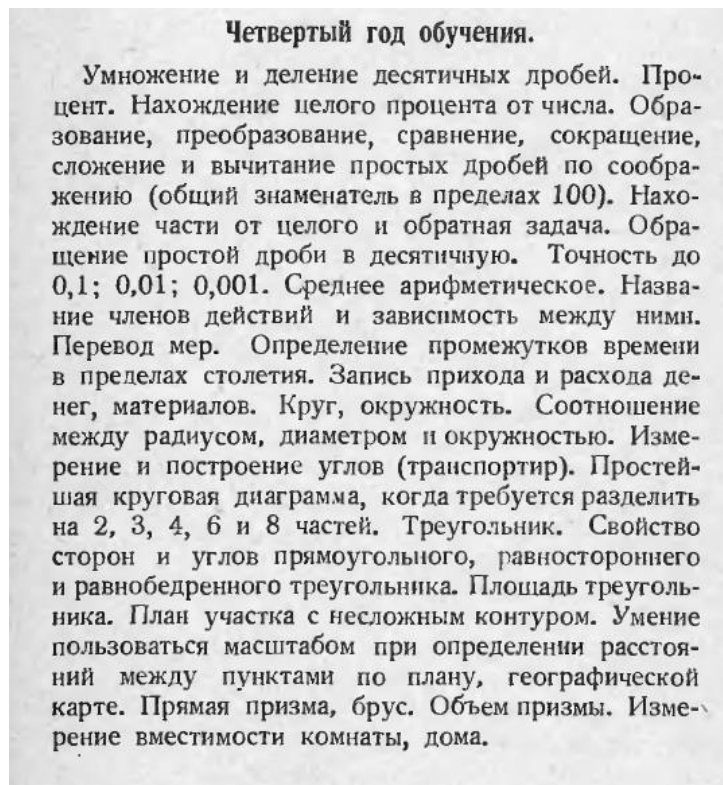 Четвертый год обучения.
Умножение и деление десятичных дробей. Про-
цент. Нахождение целого процента от числа. Обра-
зование, преобразование, сравнение, сокращение,
сложение и вычитание простых дробей по сообра-
жению (общий знаменатель в пределах 100). Нахо-
ждение части от целого и обратная задача. Обра-
щение простой дроби в десятичную. Точность до
0,1; 0,01; 0,001. Среднее арифметическое. Назва-
ние членов действий и зависимость между ними.
Перевод мер. Определение промежутков времени
в пределах столетия. Запись прихода и расхода де-
нег, материалов. Круг, окружность. Соотношение
между радиусом, диаметром и окружностью. Изме-
рение и построение углов (транспортир). Простей-
шая круговая диаграмма, когда требуется разделить
на 2, 3, 4, 6 и 8 частей. Треугольник. Свойство
сторон и углов прямоугольного, равностороннего
и равнобедренного треугольника. Площадь треуголь-
ника. План участка с несложным контуром. Умение
пользоваться масштабом при определении расстоя-
ний между пунктами по плану, географической
карте. Прямая призма, брус. Объем призмы. Изме-
рение вместимости комнаты, дома.